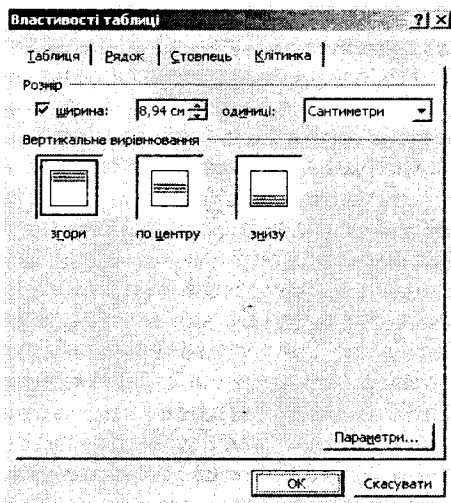 Властивості таблиці
Таблиця Рядок Стовпець Клітинка
Розмір
ширина: 8,94 см одиниці: Сантиметри
Вертикальне вирівнювання
згори по центру знизу
Параметри...
ОК Скасувати